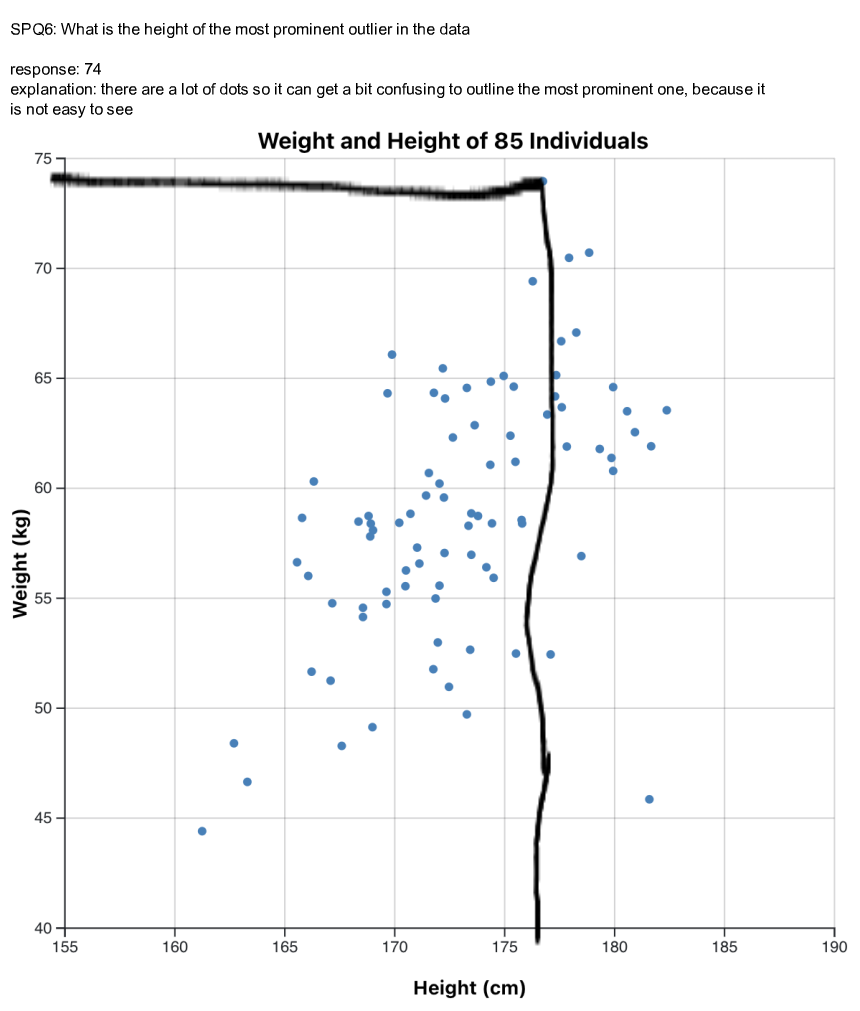 SPQ6: What is the height of the most prominent outlier in the data
response: 74
explanation: there are a lot of dots so it can get a bit confusing to outline the most prominent one, because it
is not easy to see
Weight and Height of 85 Individuals
75
70
65
60
55
50
45
40
Weight (kg)
155 160 165 170 175 180 185 190
Height (cm)